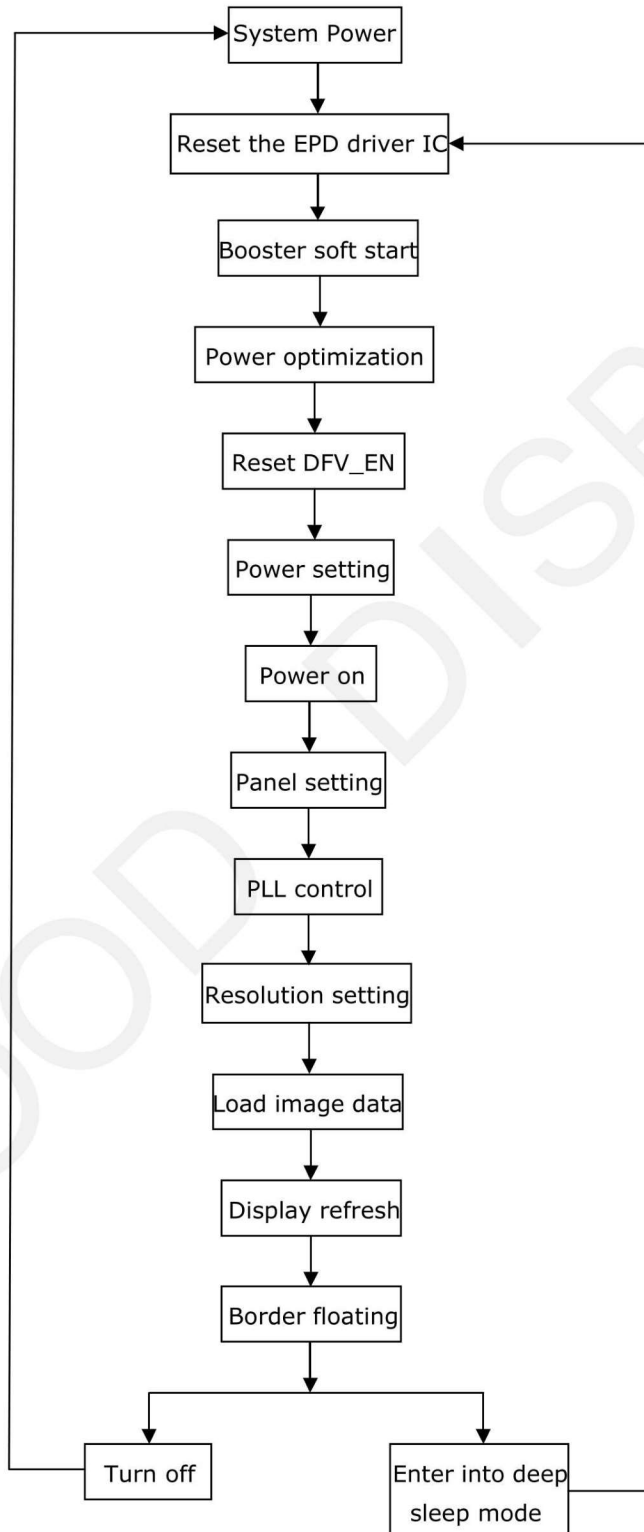 System Power
Reset the EPD driver IC
Booster soft start
Power optimization
Reset DFV_EN
Power setting
Power on
Panel setting
PLL control
Resolution setting
Load image data
Display refresh
Border floating
Turn off
Enter into deep
sleep mode